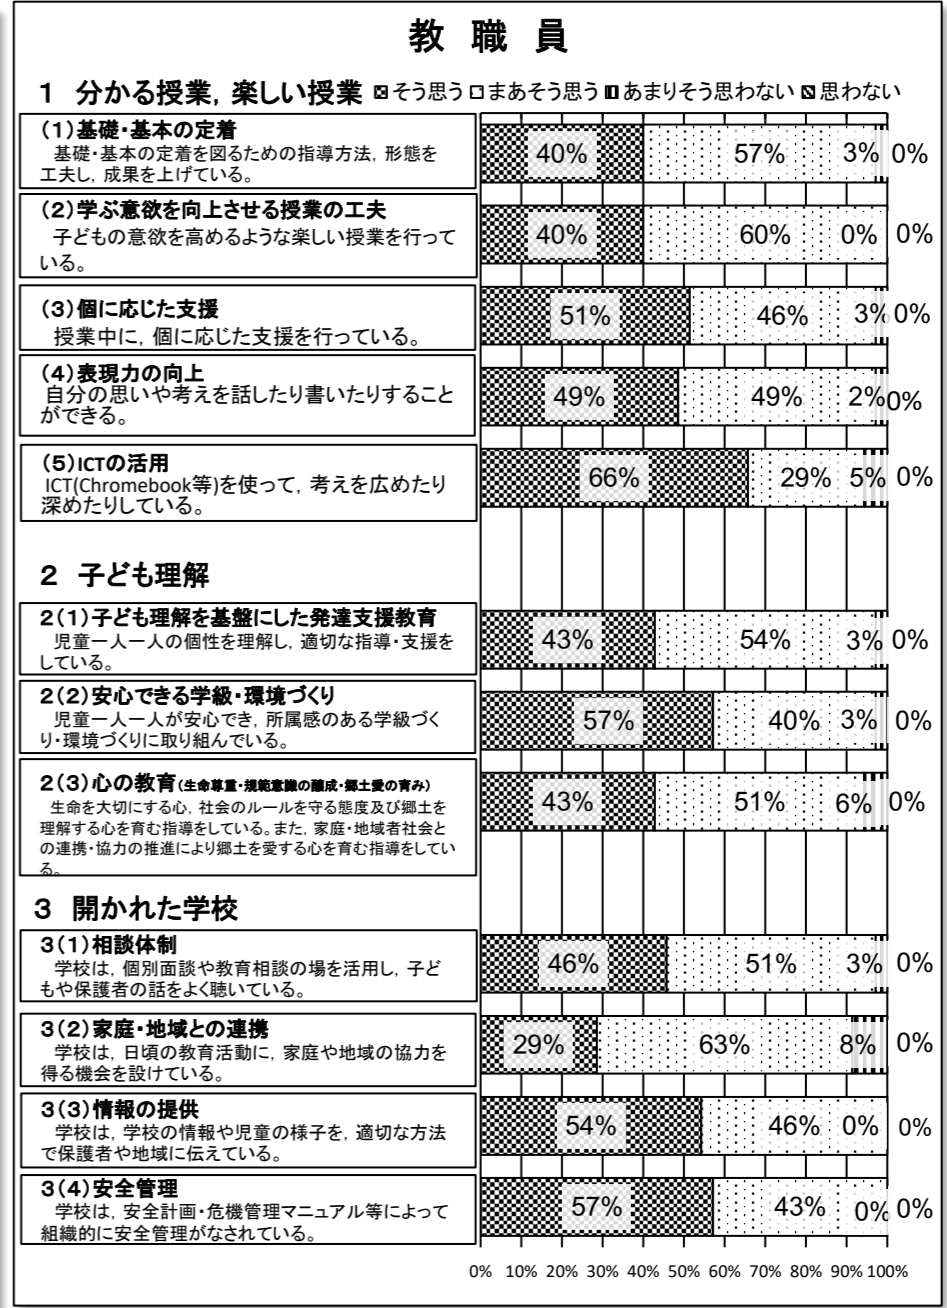 教 職 員
1 分かる授業，楽しい授業 そう思う まあそう思う あまりそう思わない 思わない
（1）基礎・基本の定着
基礎・基本の定着を図るための指導方法，形態を
工夫し，成果を上げている。
40% 57% 3% 0%
（2）学ぶ意欲を向上させる授業の工夫
子どもの意欲を高めるような楽しい授業を行って
いる。
40% 60% 0% 0%
（3）個に応じた支援
授業中に，個に応じた支援を行っている。
51% 46% 3% 0%
（4）表現力の向上
自分の思いや考えを話したり書いたりすること
ができる。
49% 49% 2% 0%
（5）ICTの活用
ICT(Chromebook等)を使って，考えを広めたり
深めたりしている。
66% 29% 5% 0%
2 子ども理解
2（1）子ども理解を基盤にした発達支援教育
児童一人一人の個性を理解し，適切な指導・支援を
している。
43% 54% 3% 0%
2（2）安心できる学級・環境づくり
児童一人一人が安心でき，所属感のある学級づく
り・環境づくりに取り組んでいる。
57% 40% 3% 0%
2（3）心の教育（生命尊重・規範意識の醸成・郷土愛の育み）
生命を大切にする心，社会のルールを守る態度及び郷土を
理解する心を育む指導をしている。また，家庭・地域者社会と
の連携・協力の推進により郷土を愛する心を育む指導をしてい
る。
43% 51% 6% 0%
3 開かれた学校
3（1）相談体制
学校は，個別面談や教育相談の場を活用し，子ど
もや保護者の話をよく聴いている。
46% 51% 3% 0%
3（2）家庭・地域との連携
学校は，日頃の教育活動に，家庭や地域の協力を
得る機会を設けている。
29% 63% 8% 0%
3（3）情報の提供
学校は，学校の情報や児童の様子を，適切な方法
で保護者や地域に伝えている。
54% 46% 0% 0%
3（4）安全管理
学校は，安全計画・危機管理マニュアル等によって
組織的に安全管理がなされている。
57% 43% 0% 0%
0% 10% 20% 30% 40% 50% 60% 70% 80% 90% 100%